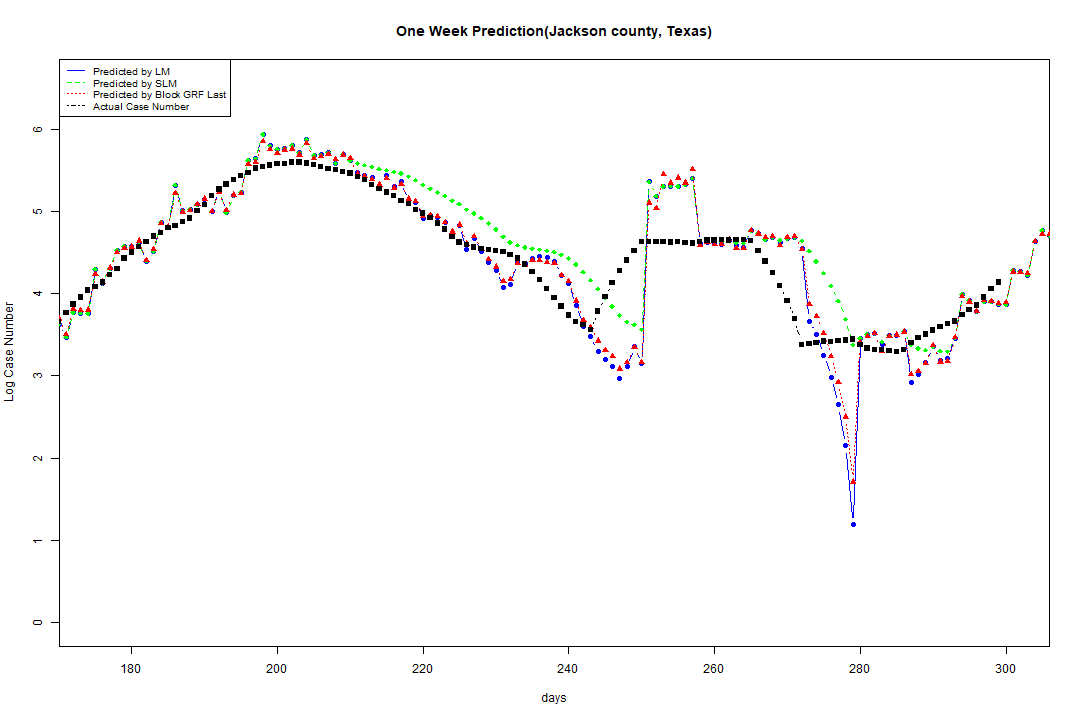 One Week Prediction(Jackson county, Texas)
Predicted by LM
Predicted by SLM
Predicted by Block GRF Last
Actual Case Number
6
5
4
3
2
1
0
Log Case Number
180 200 220 240 260 280 300
days